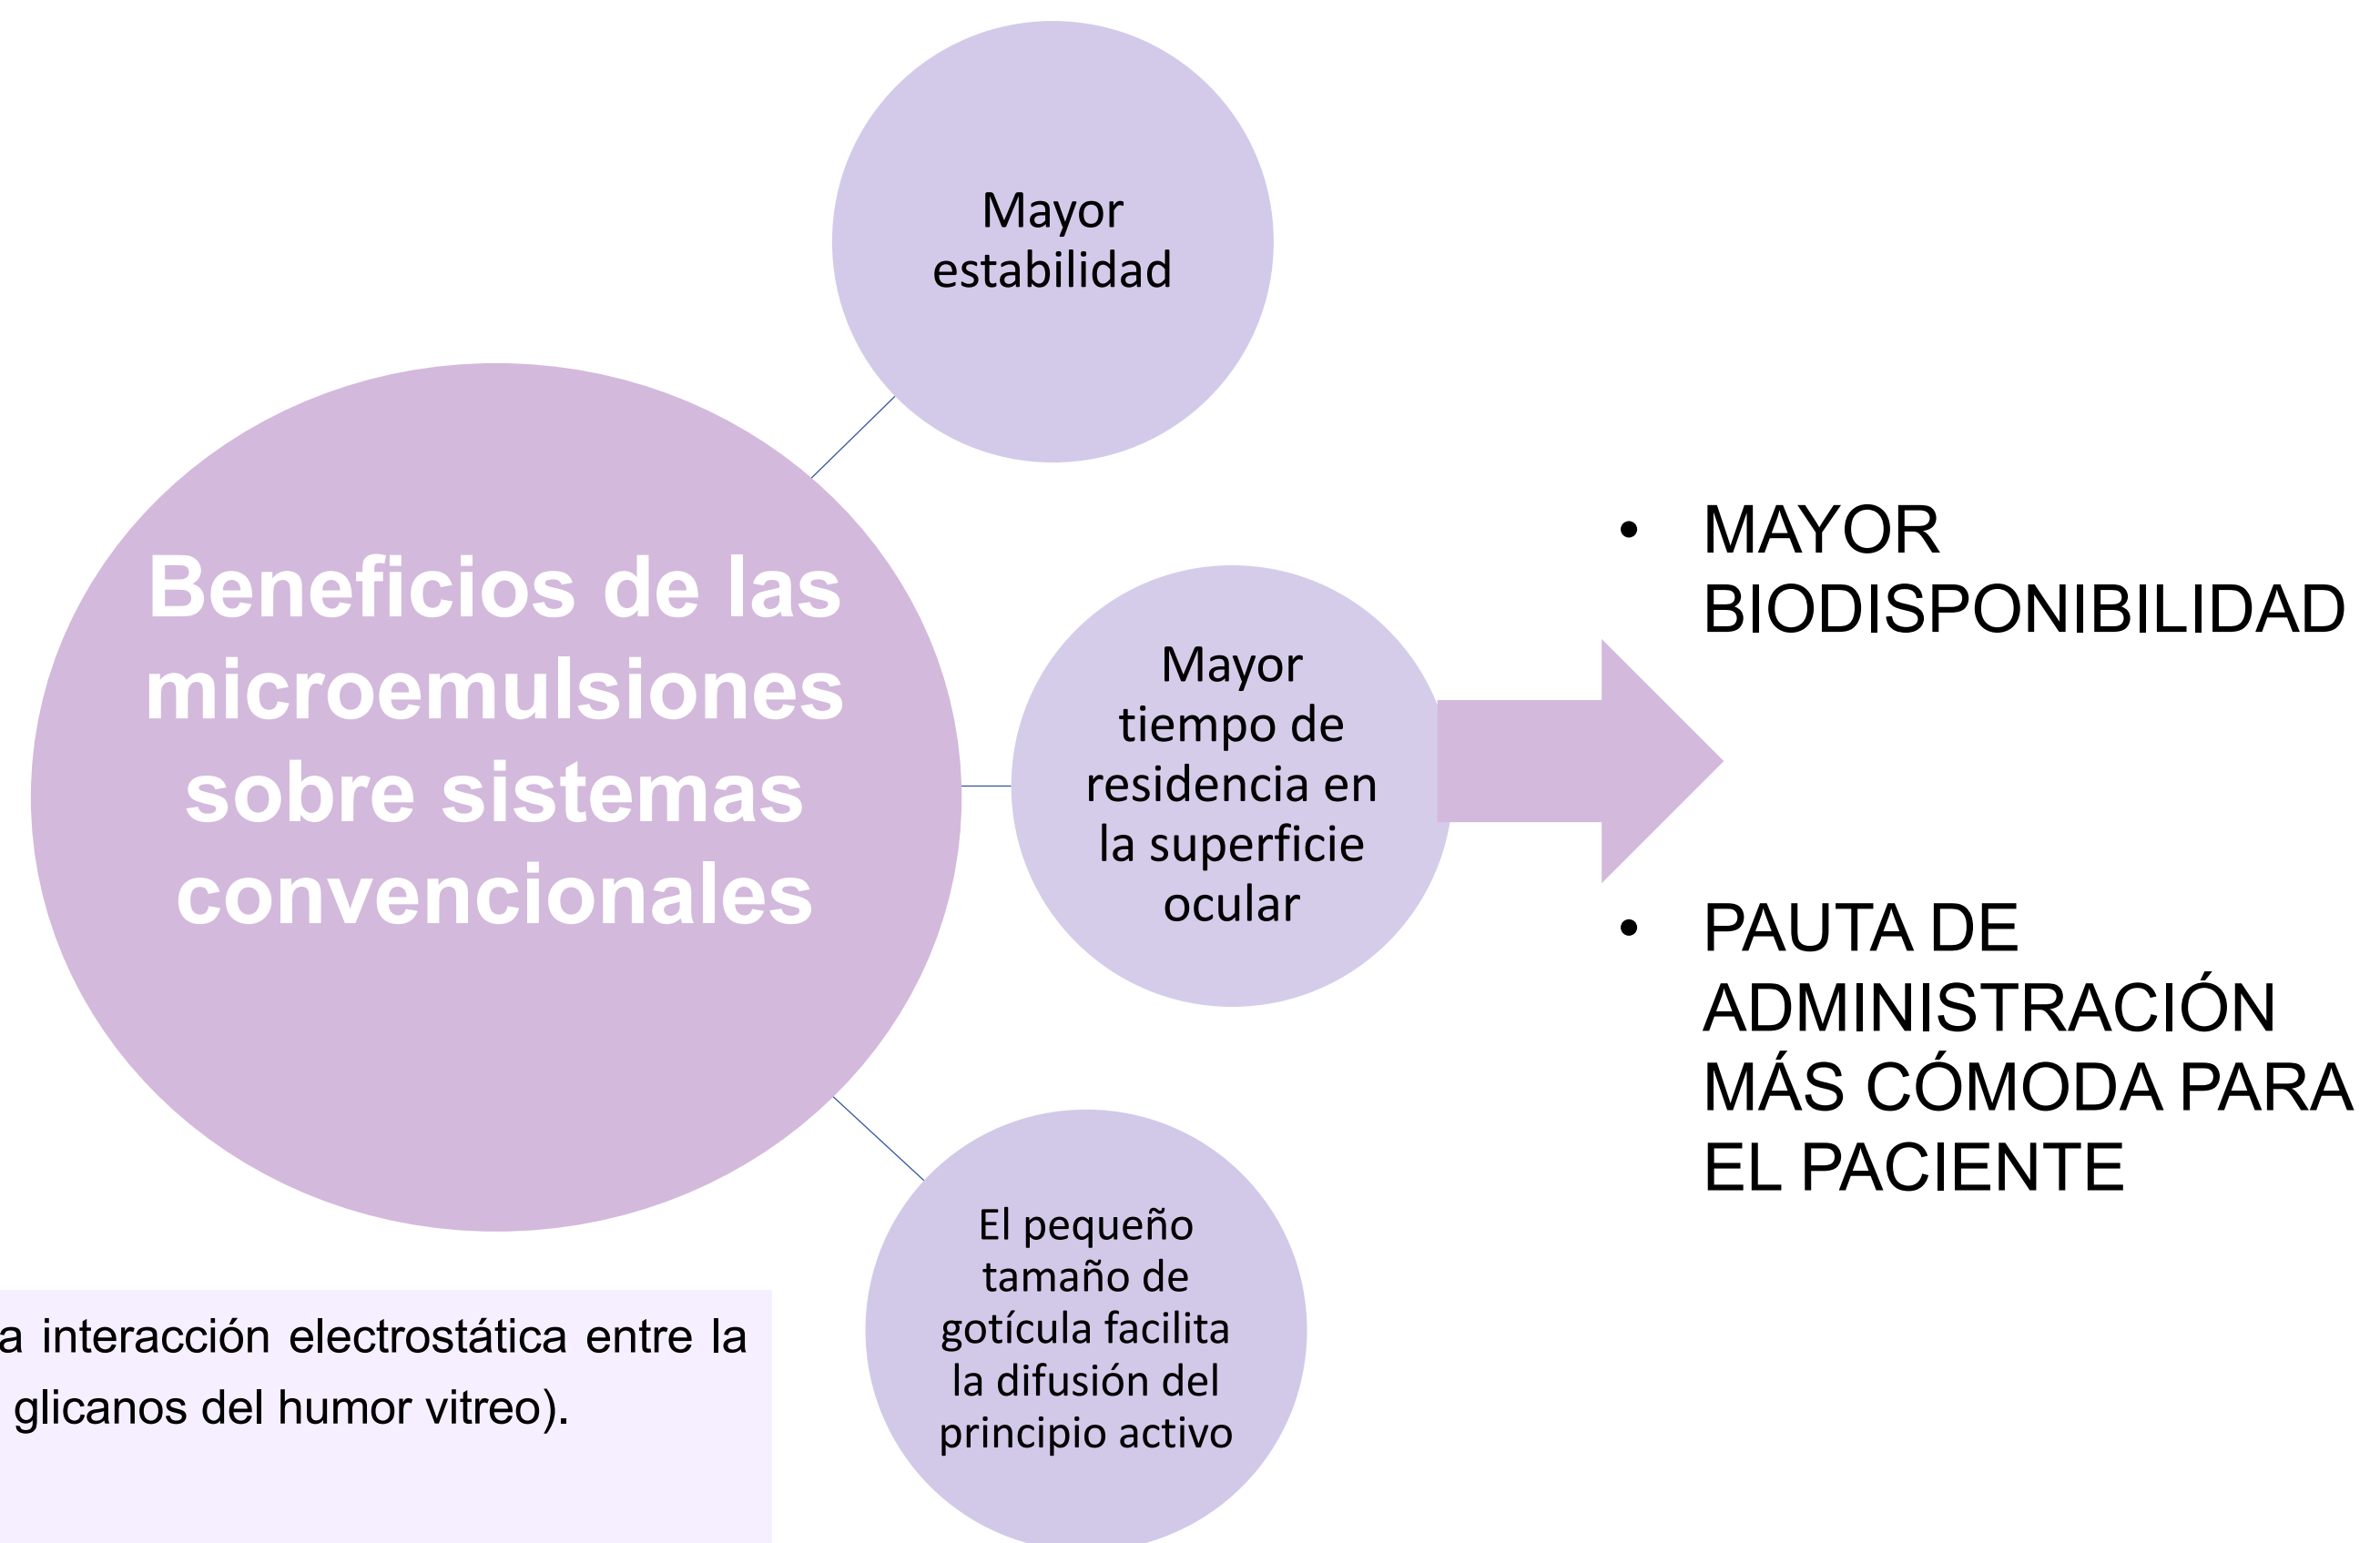 Mayor
estabilidad
Beneficios de las
microemulsiones
sobre sistemas
convencionales
Mayor
tiempo de
residencia en
la superficie
ocular
El pequeño
tamaño de
gotícula facilita
la difusión del
principio activo
• MAYOR
BIODISPONIBILIDAD
• PAUTA DE
ADMINISTRACIÓN
MÁS CÓMODA PARA
EL PACIENTE
a interacción electrostática entre la
glicanos del humor vitreo).